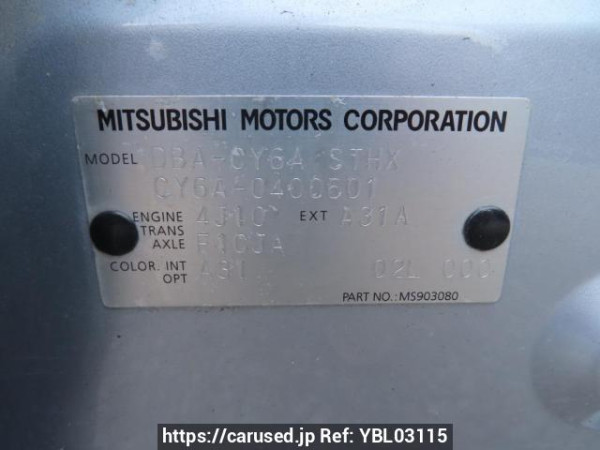 MITSUBISHI MOTORS CORPORATION
MODEL DBA-CY6A STHX
CY6A-0400601
ENGINE 4J10 EXT A31A
TRANS
AXLE F1CJA
COLOR. INT A31 02L 000
OPT
PART NO.: MS903080
https://carused.jp Ref: YBL03115